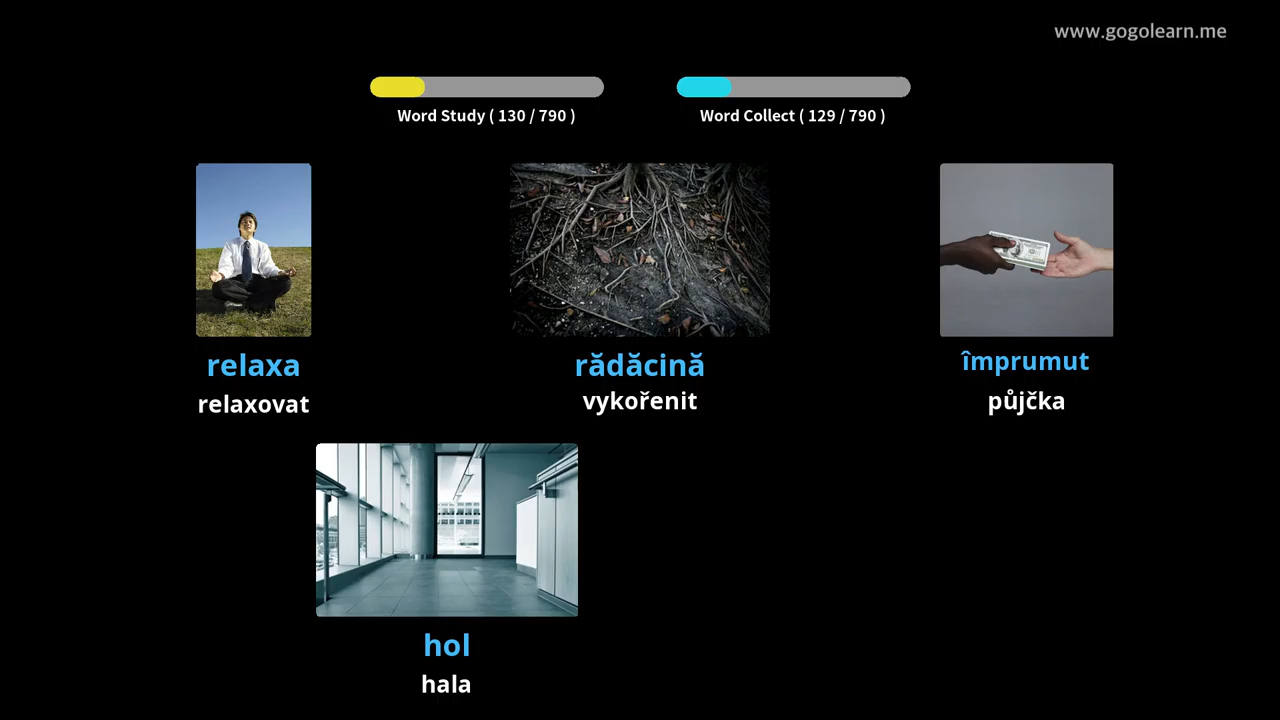 www.gogolearn.me
Word Study ( 130 / 790 )
Word Collect ( 129 / 790 )
relaxa
relaxovat
rădăcină
vykořenit
împrumut
půjčka
hol
hala